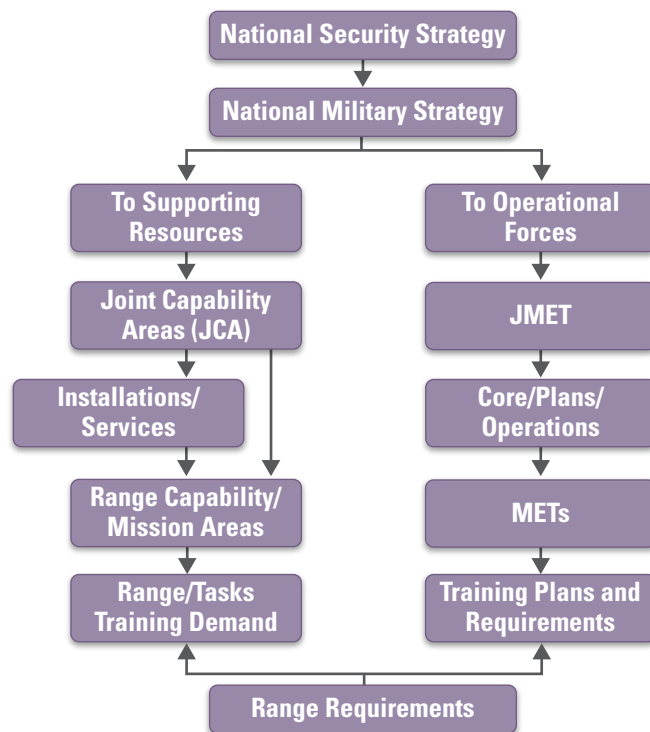 National Security Strategy
National Military Strategy
To Supporting
Resources
To Operational
Forces
Joint Capability
Areas (JCA)
JMET
Installations/
Services
Core/Plans/
Operations
Range Capability/
Mission Areas
METs
Range/Tasks
Training Demand
Training Plans and
Requirements
Range Requirements